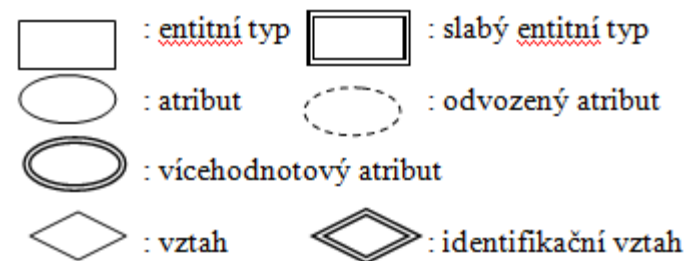 : entitní typ : slabý entitní typ
: atribut : odvozený atribut
: vícehodnotový atribut
: vztah : identifikační vztah